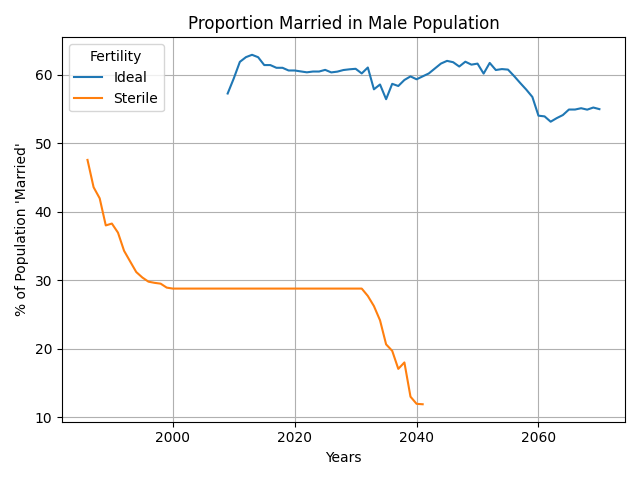 Proportion Married in Male Population
Fertility
Ideal
Sterile
% of Population 'Married'
60
50
40
30
20
10
2000
2020
2040
2060
Years